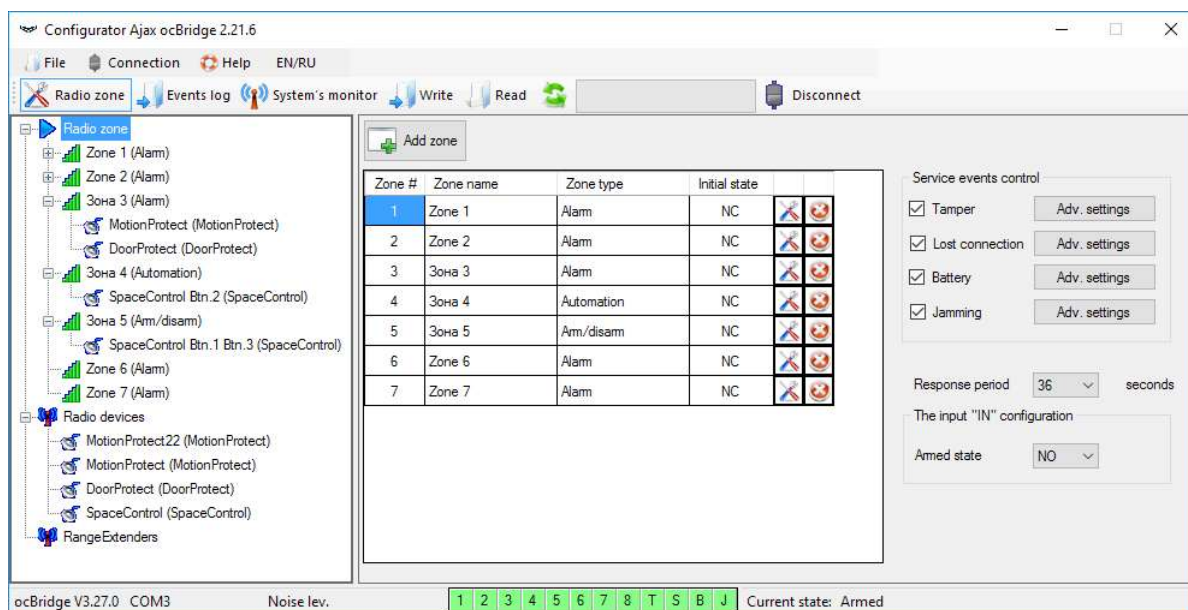 Configurator Ajax ocBridge 2.21.6
File Connection Help EN/RU
Radio zone Events log System's monitor Write Read Disconnect
Radio zone
Zone 1 (Alarm)
Zone 2 (Alarm)
Зона 3 (Alarm)
MotionProtect (MotionProtect)
DoorProtect (DoorProtect)
Зона 4 (Automation)
SpaceControl Btn.2 (SpaceControl)
Зона 5 (Arm/disarm)
SpaceControl Btn.1 Btn.3 (SpaceControl)
Zone 6 (Alarm)
Zone 7 (Alarm)
Radio devices
MotionProtect22 (MotionProtect)
MotionProtect (MotionProtect)
DoorProtect (DoorProtect)
SpaceControl (SpaceControl)
RangeExtenders
Add zone
Zone # Zone name Zone type Initial state
1 Zone 1 Alarm NC
2 Zone 2 Alarm NC
3 Зона 3 Alarm NC
4 Зона 4 Automation NC
5 Зона 5 Arm/disarm NC
6 Zone 6 Alarm NC
7 Zone 7 Alarm NC
Service events control
Tamper Adv. settings
Lost connection Adv. settings
Battery Adv. settings
Jamming Adv. settings
Response period 36 seconds
The input "IN" configuration
Armed state NO
ocBridge V3.27.0 COM3 Noise lev. 1 2 3 4 5 6 7 8 T S B J Current state: Armed